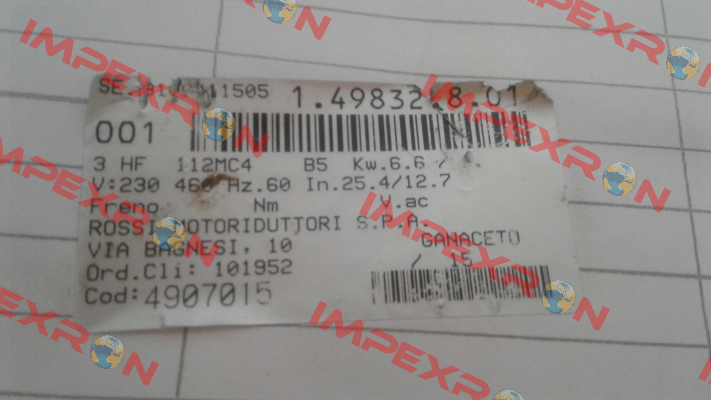 11505 1.49832.8.01
001
3 HF 112MC4 B5 Kw.6.6
V:230 460 Hz.60 In.25.4/12.7
Freno Nm V.ac
ROSSI MOTORIDUTTORI S.P.A.
VIA BAGNESI, 10 GANACETO
Ord.Cli: 101952 / 15
Cod: 4907015
IMPEXRON
IMPEXRON
IMPEXRON
IMPEXRON
IMPEXRON